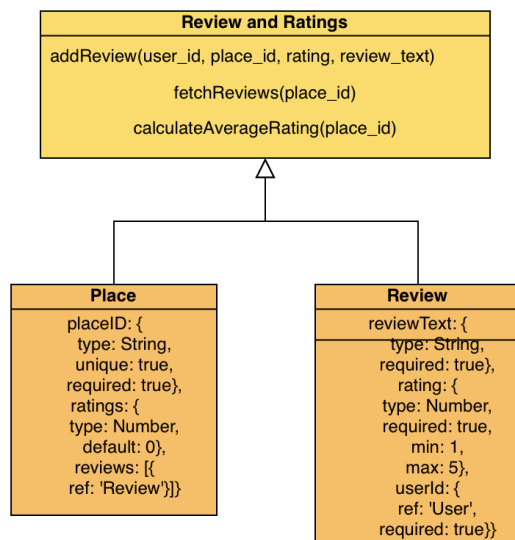 Review and Ratings
addReview(user_id, place_id, rating, review_text)
fetchReviews(place_id)
calculateAverageRating(place_id)
Place
placeID: {
type: String,
unique: true,
required: true},
ratings: {
type: Number,
default: 0},
reviews: [{
ref: 'Review'}]}
Review
reviewText: {
type: String,
required: true},
rating: {
type: Number,
required: true,
min: 1,
max: 5},
userId: {
ref: 'User',
required: true}}